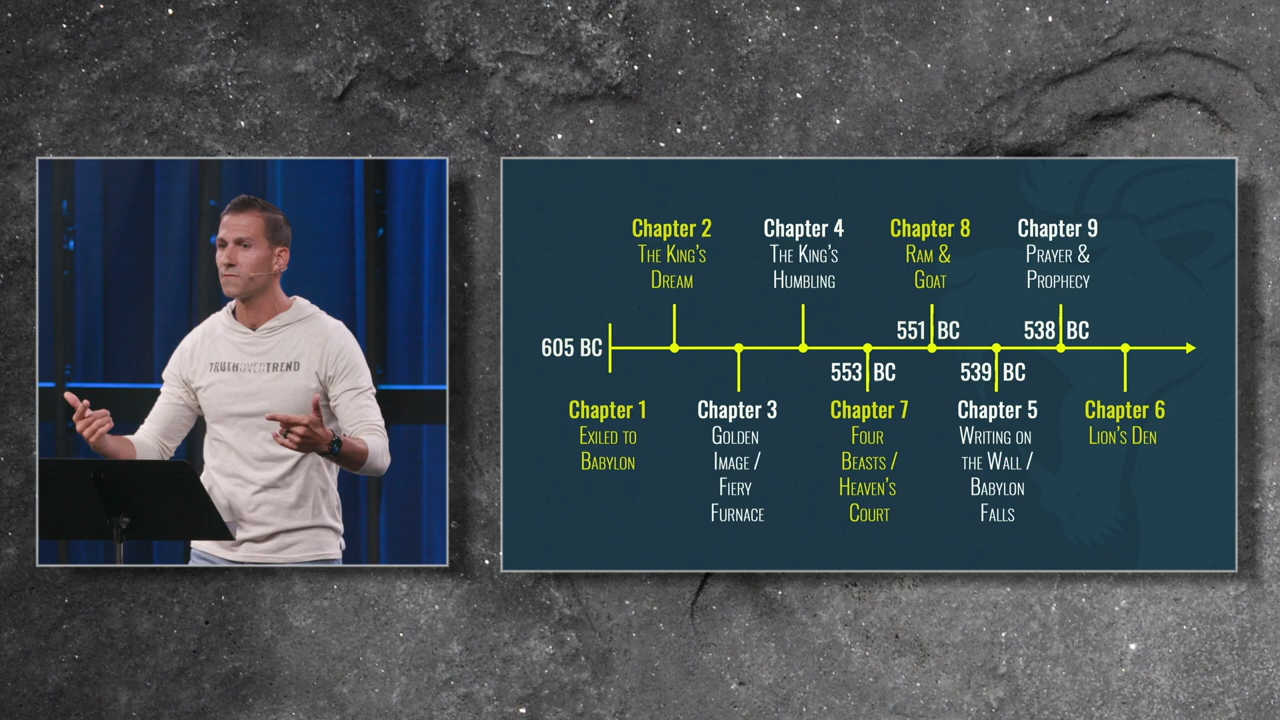 TRUTHOVERTREND
Chapter 2
The King's
Dream
Chapter 4
The King's
Humbling
Chapter 8
Ram &
Goat
Chapter 9
Prayer &
Prophecy
605 BC
551 BC
538 BC
553 BC
539 BC
Chapter 1
Exiled to
Babylon
Chapter 3
Golden
Image /
Fiery
Furnace
Chapter 7
Four
Beasts /
Heaven's
Court
Chapter 5
Writing on
the Wall /
Babylon
Falls
Chapter 6
Lion's Den